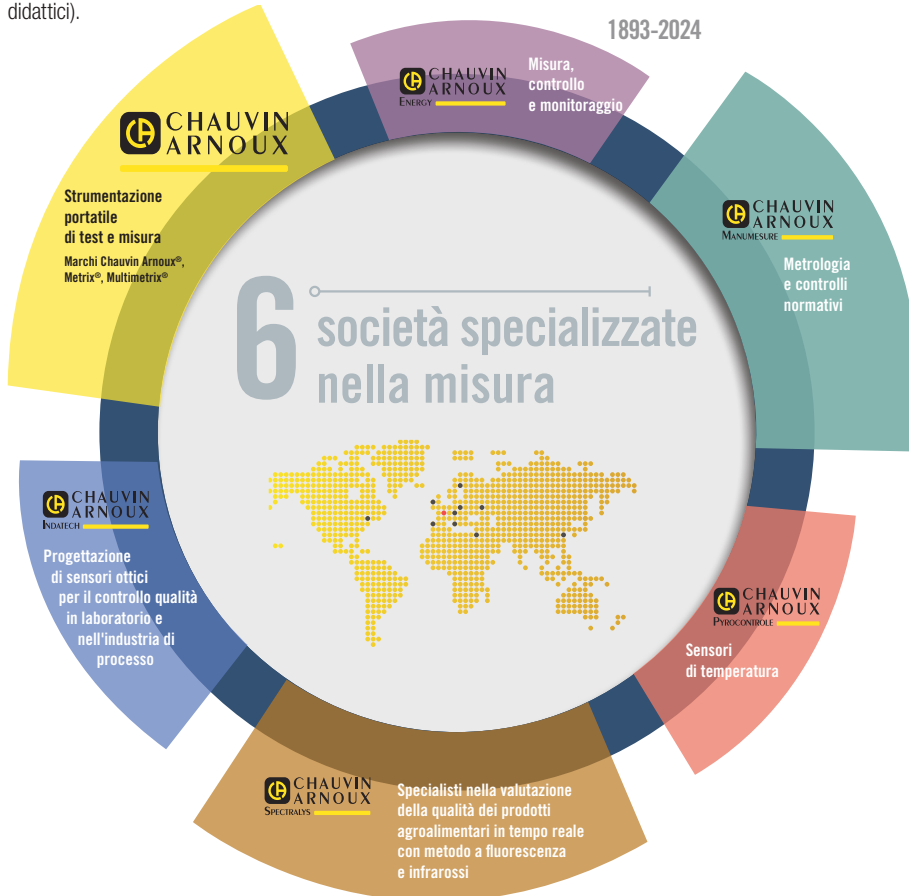 didattici).
1893-2024
CHAUVIN
ARNOUX
ENERGY
Misura,
controllo
e monitoraggio
CHAUVIN
ARNOUX
Strumentazione
portatile
di test e misura
Marchi Chauvin Arnoux®,
Metrix®, Multimetrix®
CHAUVIN
ARNOUX
MANUMESURE
Metrologia
e controlli
normativi
6 società specializzate
nella misura
CHAUVIN
ARNOUX
INDATECH
Progettazione
di sensori ottici
per il controllo qualità
in laboratorio e
nell'industria di
processo
CHAUVIN
ARNOUX
PYROCONTROLE
Sensori
di temperatura
CHAUVIN
ARNOUX
SPECTRALYS
Specialisti nella valutazione
della qualità dei prodotti
agroalimentari in tempo reale
con metodo a fluorescenza
e infrarossi